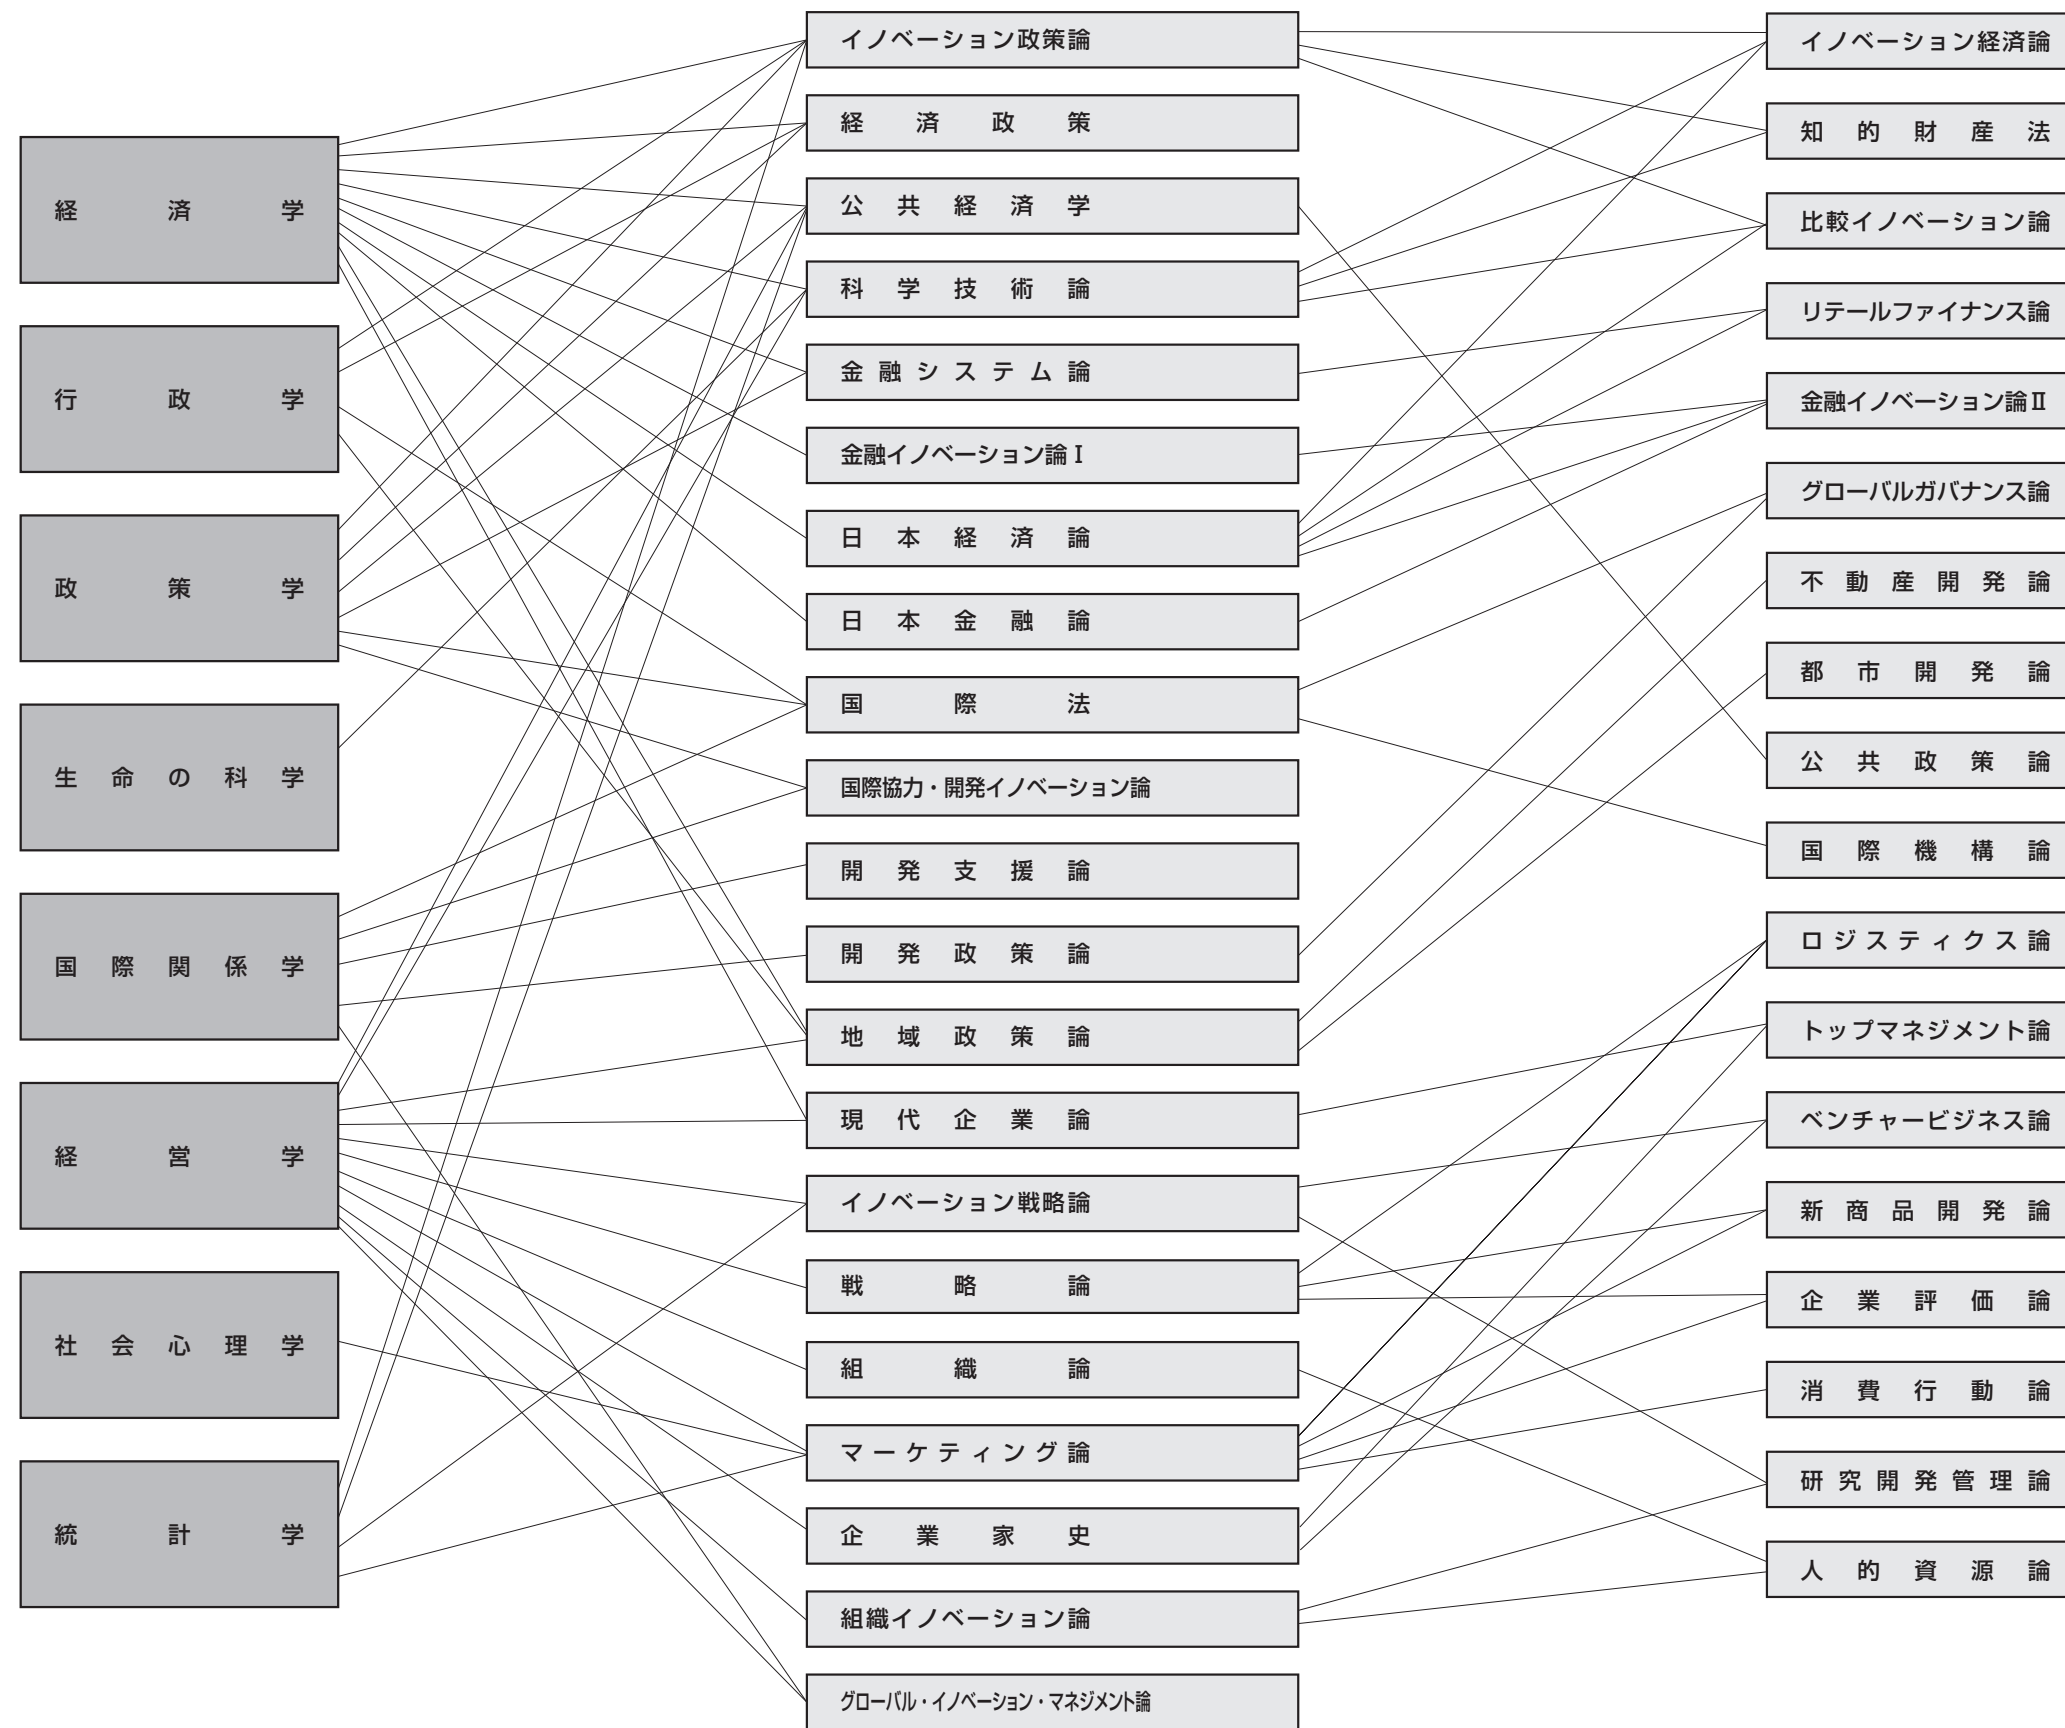 経済学
行政学
政策学
生命の科学
国際関係学
経営学
社会心理学
統計学
イノベーション政策論
経済政策
公共経済学
科学技術論
金融システム論
金融イノベーション論Ⅰ
日本経済論
日本金融論
国際法
国際協力・開発イノベーション論
開発支援論
開発政策論
地域政策論
現代企業論
イノベーション戦略論
戦略論
組織論
マーケティング論
企業家史
組織イノベーション論
グローバル・イノベーション・マネジメント論
イノベーション経済論
知的財産法
比較イノベーション論
リテールファイナンス論
金融イノベーション論Ⅱ
グローバルガバナンス論
不動産開発論
都市開発論
公共政策論
国際機構論
ロジスティクス論
トップマネジメント論
ベンチャービジネス論
新商品開発論
企業評価論
消費行動論
研究開発管理論
人的資源論